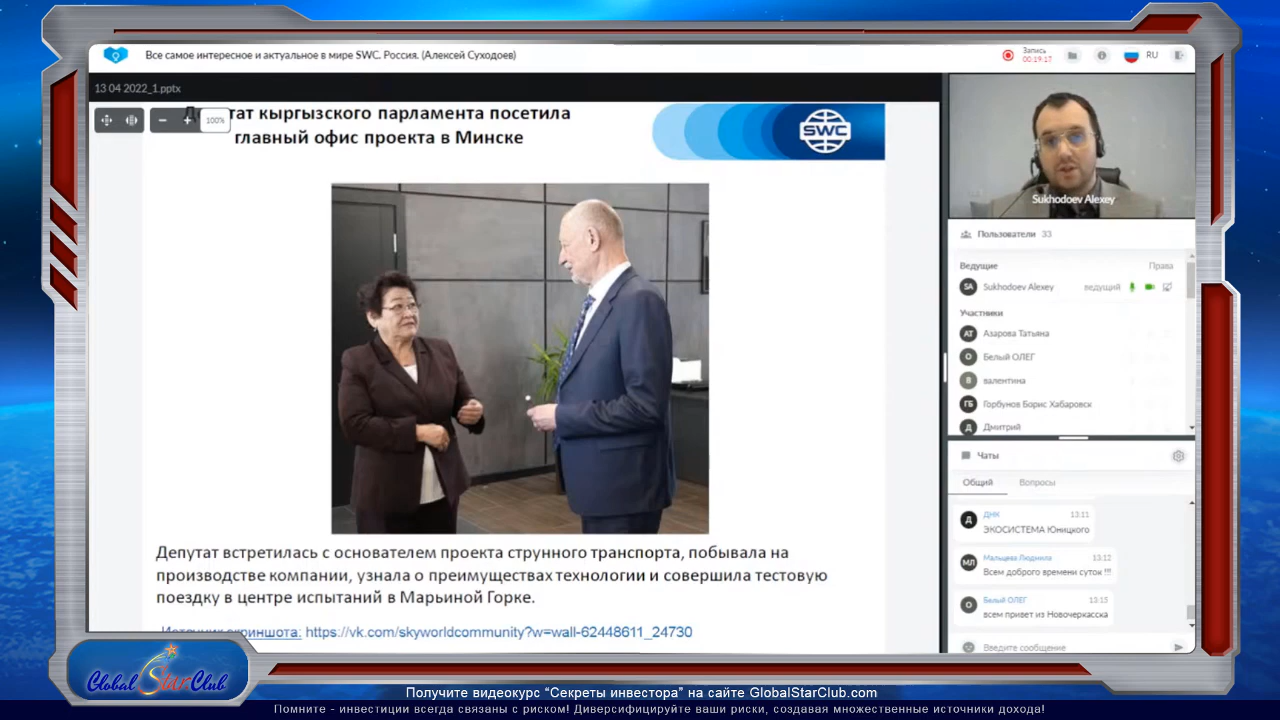 Все самое интересное и актуальное в мире SWC. Россия. (Алексей Суходоев)
Запись
00:19:17
RU
13 04 2022_1.pptx
100%
тат кыргызского парламента посетила
главный офис проекта в Минске
SWC
Депутат встретилась с основателем проекта струнного транспорта, побывала на
производстве компании, узнала о преимуществах технологии и совершила тестовую
поездку в центре испытаний в Марьиной Горке.
Источник скриншота: https://vk.com/skyworldcommunity?w=wall-62448611_24730
Sukhodoev Alexey
Пользователи 33
Ведущие Права
SA Sukhodoev Alexey ведущий
Участники
АТ Азарова Татьяна
О Белый ОЛЕГ
В валентина
ГБ Горбунов Борис Хабаровск
Д Дмитрий
Чаты
Общий Вопросы
Д ДНК 13:11
ЭКОСИСТЕМА Юницкого
МЛ Мальцева Людмила 13:12
Всем доброго времени суток !!!
О Белый ОЛЕГ 13:13
всем привет из Новочеркасска
Введите сообщение
Global Star Club
Получите видеокурс "Секреты инвестора" на сайте GlobalStarClub.com
Помните - инвестиции всегда связаны с риском! Диверсифицируйте ваши риски, создавая множественные источники дохода!